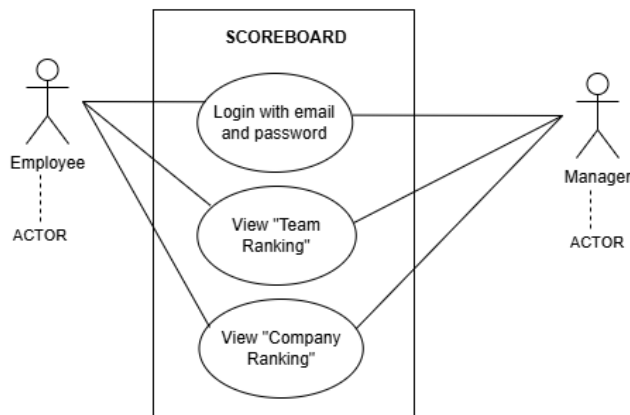 SCOREBOARD
Login with email
and password
Employee
Manager
ACTOR
ACTOR
View "Team
Ranking"
View "Company
Ranking"